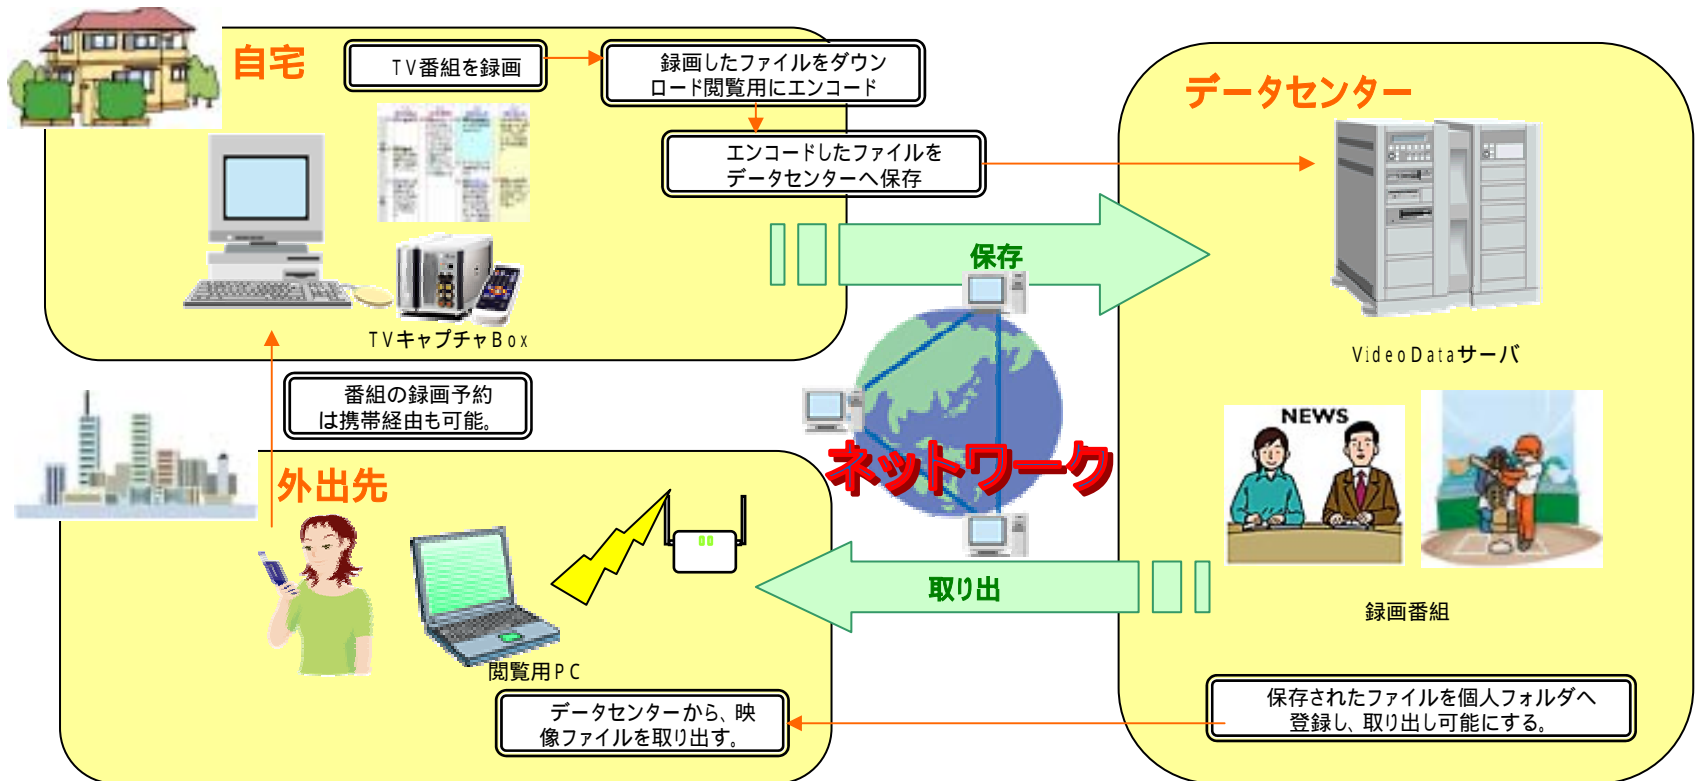 自宅
TV番組を録画
録画したファイルをダウン
ロード閲覧用にエンコード
エンコードしたファイルを
データセンターへ保存
TVキャプチャBox
データセンター
VideoDataサーバ
保存
番組の録画予約
は携帯経由も可能。
ネットワーク
NEWS
録画番組
外出先
閲覧用PC
取り出
データセンターから、映
像ファイルを取り出す。
保存されたファイルを個人フォルダへ
登録し、取り出し可能にする。